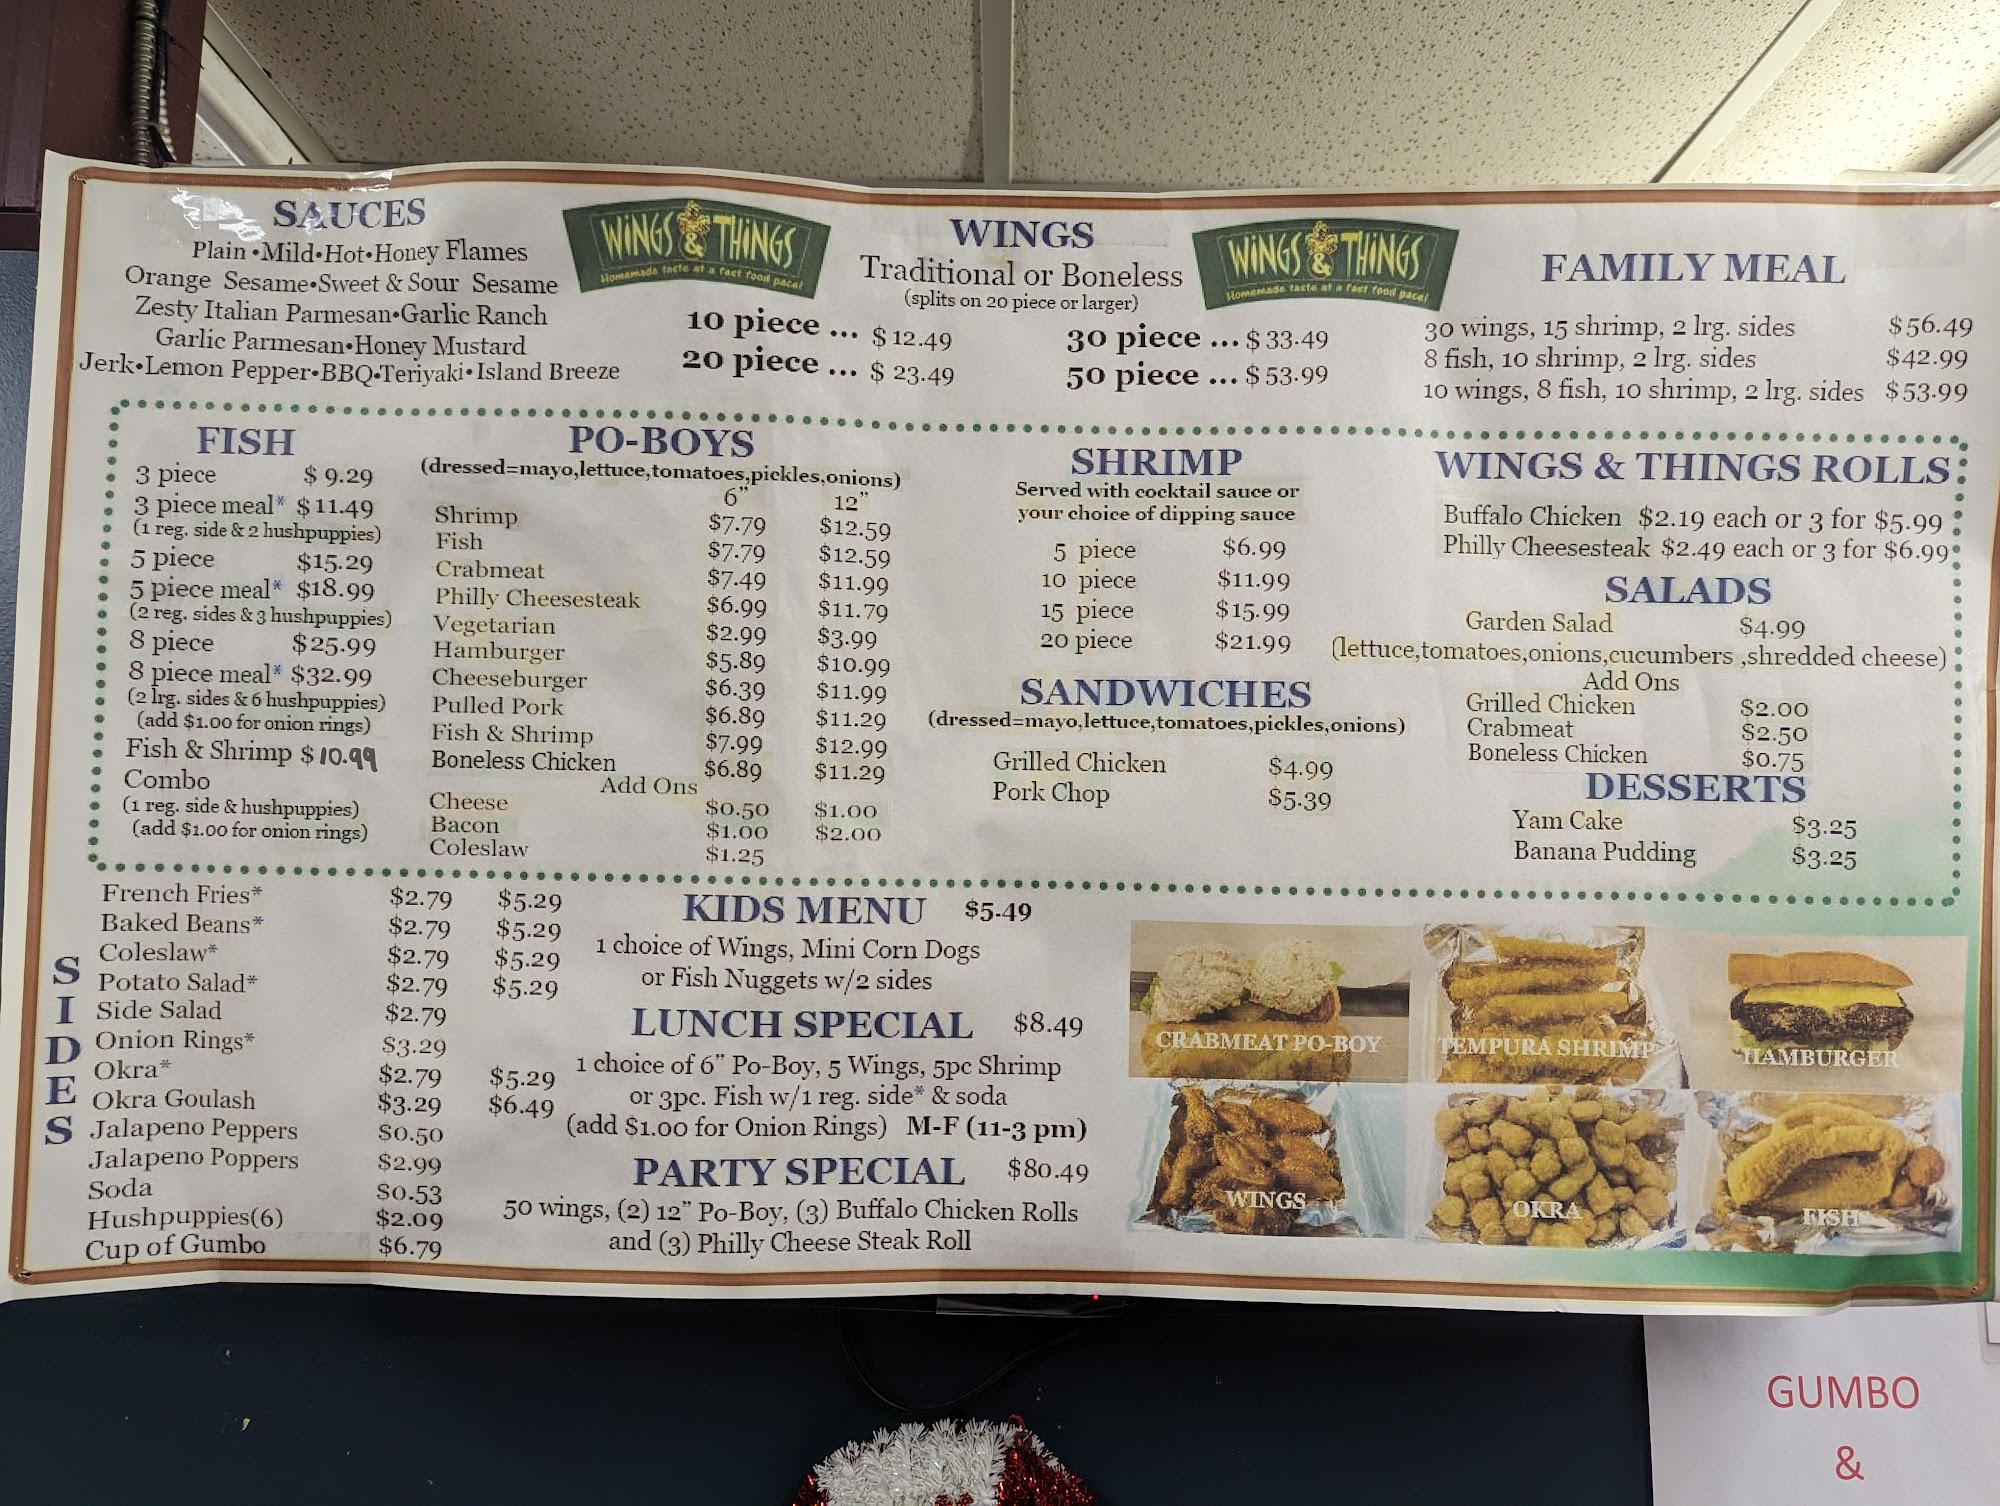 SAUCES
Plain •Mild•Hot•Honey Flames
Orange Sesame•Sweet & Sour Sesame
Zesty Italian Parmesan•Garlic Ranch
Garlic Parmesan•Honey Mustard
Jerk•Lemon Pepper•BBQ•Teriyaki•Island Breeze
WiNGS & THiNGS
Homemade taste at a fast food pace!
WINGS
Traditional or Boneless
(splits on 20 piece or larger)
10 piece ... $12.49
20 piece ... $ 23.49
30 piece ... $ 33.49
50 piece ... $ 53.99
WiNGS & THiNGS
Homemade taste at a fast food pace!
FAMILY MEAL
30 wings, 15 shrimp, 2 lrg. sides $56.49
8 fish, 10 shrimp, 2 lrg. sides $42.99
10 wings, 8 fish, 10 shrimp, 2 lrg. sides $53.99
FISH
3 piece $ 9.29
3 piece meal* $11.49
(1 reg. side & 2 hushpuppies)
5 piece $15.29
5 piece meal* $18.99
(2 reg. sides & 3 hushpuppies)
8 piece $25.99
8 piece meal* $32.99
(2 lrg. sides & 6 hushpuppies)
(add $1.00 for onion rings)
Fish & Shrimp $10.99
Combo
(1 reg. side & hushpuppies)
(add $1.00 for onion rings)
PO-BOYS
(dressed=mayo,lettuce,tomatoes,pickles,onions)
6" 12"
Shrimp $7.79 $12.59
Fish $7.79 $12.59
Crabmeat $7.49 $11.99
Philly Cheesesteak $6.99 $11.79
Vegetarian $2.99 $3.99
Hamburger $5.89 $10.99
Cheeseburger $6.39 $11.99
Pulled Pork $6.89 $11.29
Fish & Shrimp $7.99 $12.99
Boneless Chicken $6.89 $11.29
Add Ons
Cheese $0.50 $1.00
Bacon $1.00 $2.00
Coleslaw $1.25
SHRIMP
Served with cocktail sauce or
your choice of dipping sauce
5 piece $6.99
10 piece $11.99
15 piece $15.99
20 piece $21.99
SANDWICHES
(dressed=mayo,lettuce,tomatoes,pickles,onions)
Grilled Chicken $4.99
Pork Chop $5.39
WINGS & THINGS ROLLS
Buffalo Chicken $2.19 each or 3 for $5.99
Philly Cheesesteak $2.49 each or 3 for $6.99
SALADS
Garden Salad $4.99
(lettuce,tomatoes,onions,cucumbers ,shredded cheese)
Add Ons
Grilled Chicken $2.00
Crabmeat $2.50
Boneless Chicken $0.75
DESSERTS
Yam Cake $3.25
Banana Pudding $3.25
SIDES
French Fries* $2.79 $5.29
Baked Beans* $2.79 $5.29
Coleslaw* $2.79 $5.29
Potato Salad* $2.79 $5.29
Side Salad $2.79
Onion Rings* $3.29
Okra* $2.79 $5.29
Okra Goulash $3.29 $6.49
Jalapeno Peppers $0.50
Jalapeno Poppers $2.99
Soda $0.53
Hushpuppies(6) $2.09
Cup of Gumbo $6.79
KIDS MENU $5.49
1 choice of Wings, Mini Corn Dogs
or Fish Nuggets w/2 sides
LUNCH SPECIAL $8.49
1 choice of 6" Po-Boy, 5 Wings, 5pc Shrimp
or 3pc. Fish w/1 reg. side* & soda
(add $1.00 for Onion Rings) M-F (11-3 pm)
PARTY SPECIAL $80.49
50 wings, (2) 12" Po-Boy, (3) Buffalo Chicken Rolls
and (3) Philly Cheese Steak Roll
CRABMEAT PO-BOY
TEMPURA SHRIMP
HAMBURGER
WINGS
OKRA
FISH
GUMBO
&